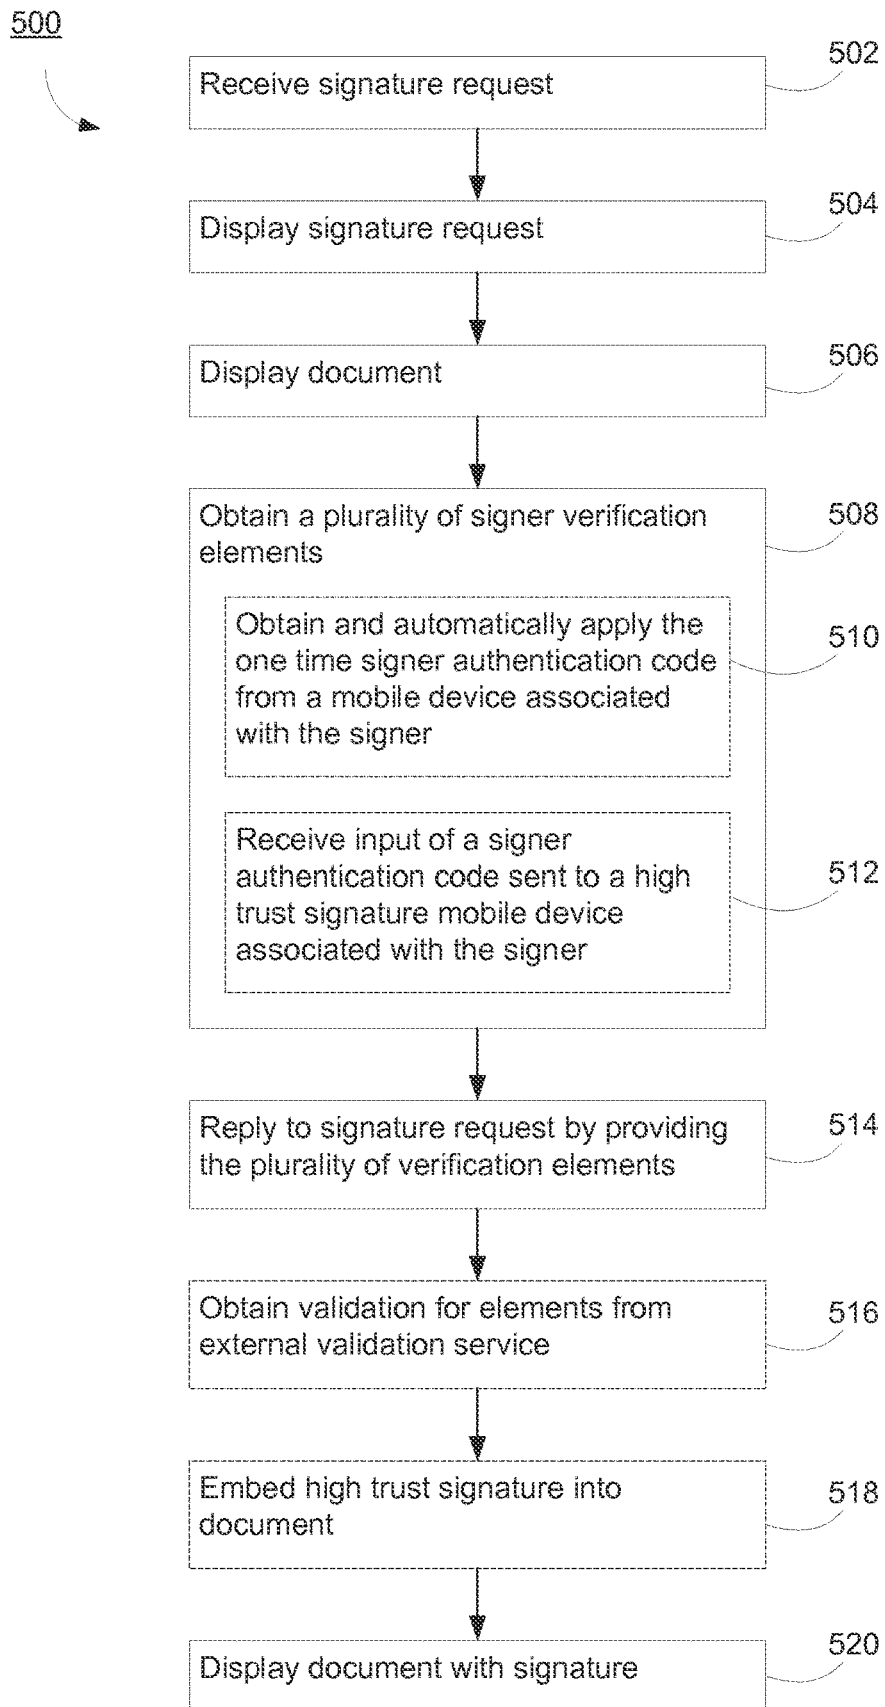 500
Receive signature request
502
Display signature request
504
Display document
506
Obtain a plurality of signer verification
elements
508
Obtain and automatically apply the
one time signer authentication code
from a mobile device associated
with the signer
510
Receive input of a signer
authentication code sent to a high
trust signature mobile device
associated with the signer
512
Reply to signature request by providing
the plurality of verification elements
514
Obtain validation for elements from
external validation service
516
Embed high trust signature into
document
518
Display document with signature
520